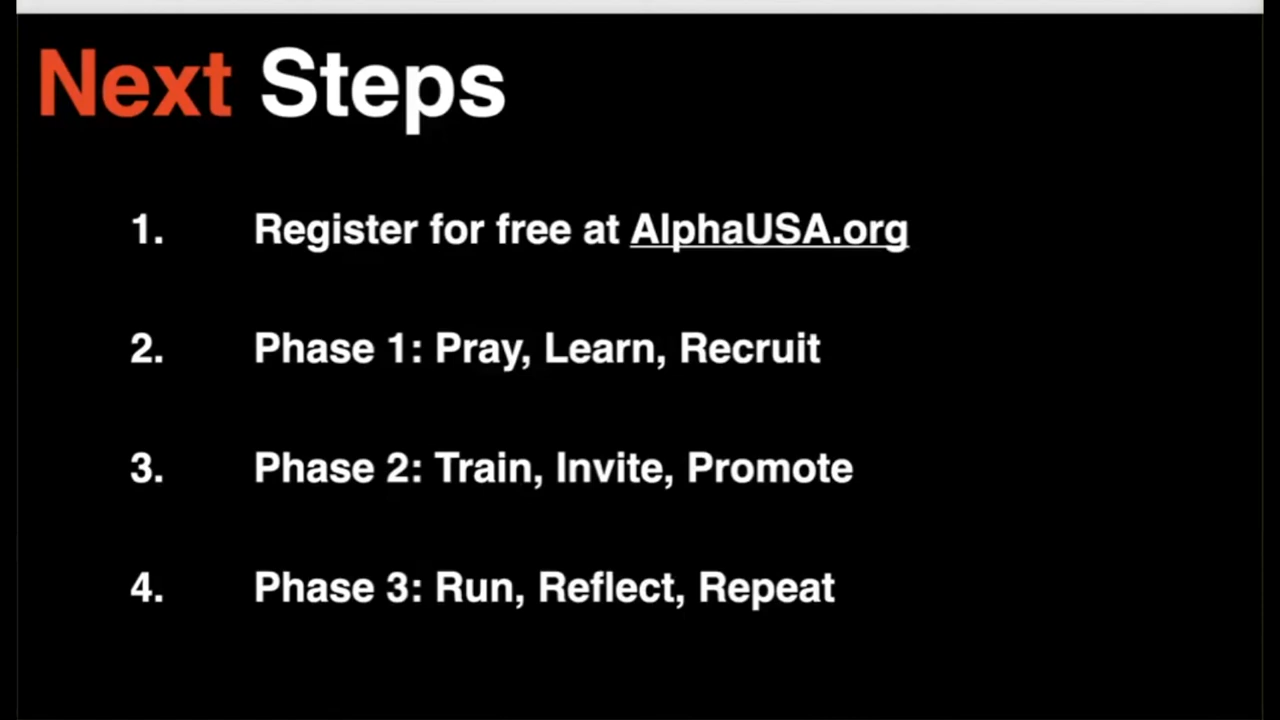 Next Steps
1. Register for free at AlphaUSA.org
2. Phase 1: Pray, Learn, Recruit
3. Phase 2: Train, Invite, Promote
4. Phase 3: Run, Reflect, Repeat